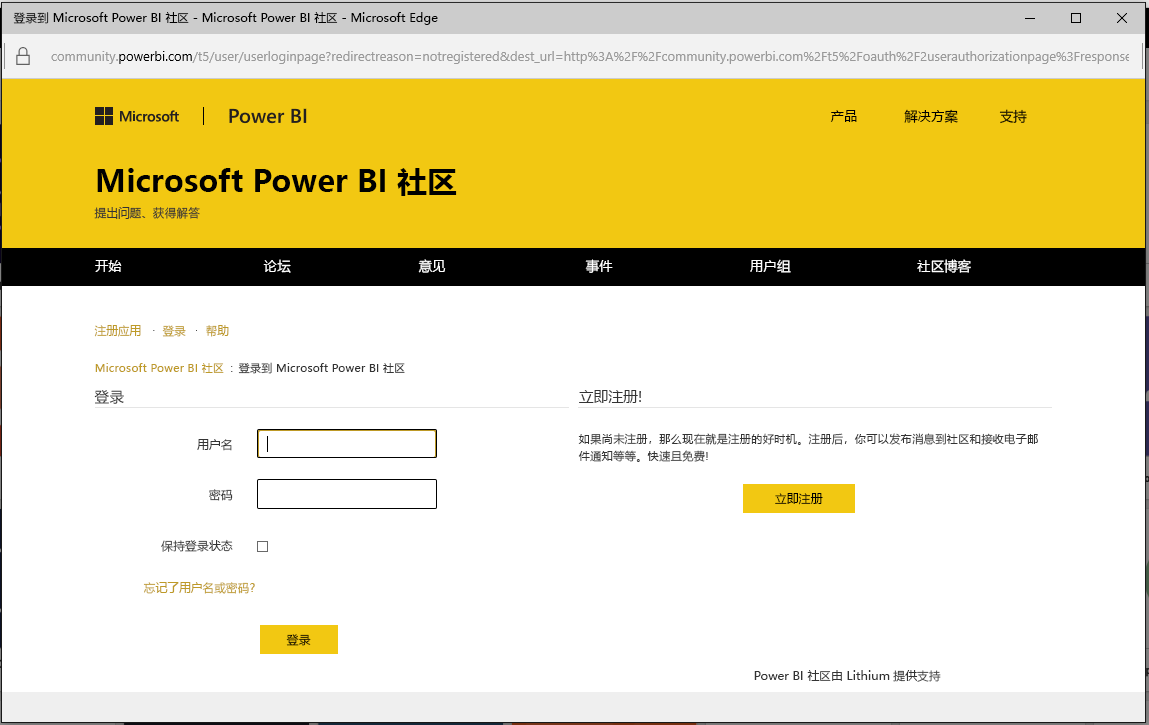 登录到 Microsoft Power BI 社区 - Microsoft Power BI 社区 - Microsoft Edge
community.powerbi.com/t5/user/userloginpage?redirectreason=notregistered&dest_url=http%3A%2F%2Fcommunity.powerbi.com%2Ft5%2Foauth%2F2userauthorizationpage%3Fresponse
Microsoft | Power BI 产品 解决方案 支持
Microsoft Power BI 社区
提出问题、获得解答
开始 论坛 意见 事件 用户组 社区博客
注册应用 · 登录 · 帮助
Microsoft Power BI 社区 : 登录到 Microsoft Power BI 社区
登录
用户名
密码
保持登录状态
忘记了用户名或密码?
登录
立即注册!
如果尚未注册，那么现在就是注册的好时机。注册后，你可以发布消息到社区和接收电子邮
件通知等等。快速且免费!
立即注册
Power BI 社区由 Lithium 提供支持